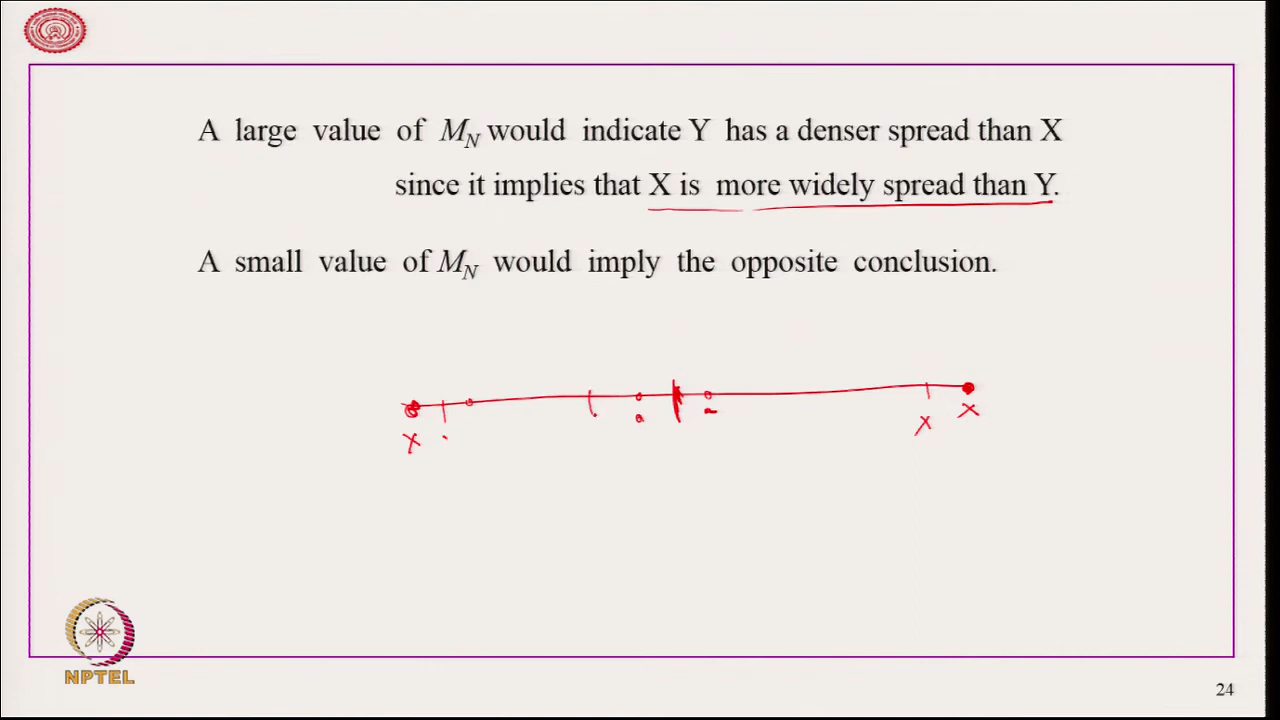 A large value of M_N would indicate Y has a denser spread than X
since it implies that X is more widely spread than Y.
A small value of M_N would imply the opposite conclusion.
X X X
NPTEL
24